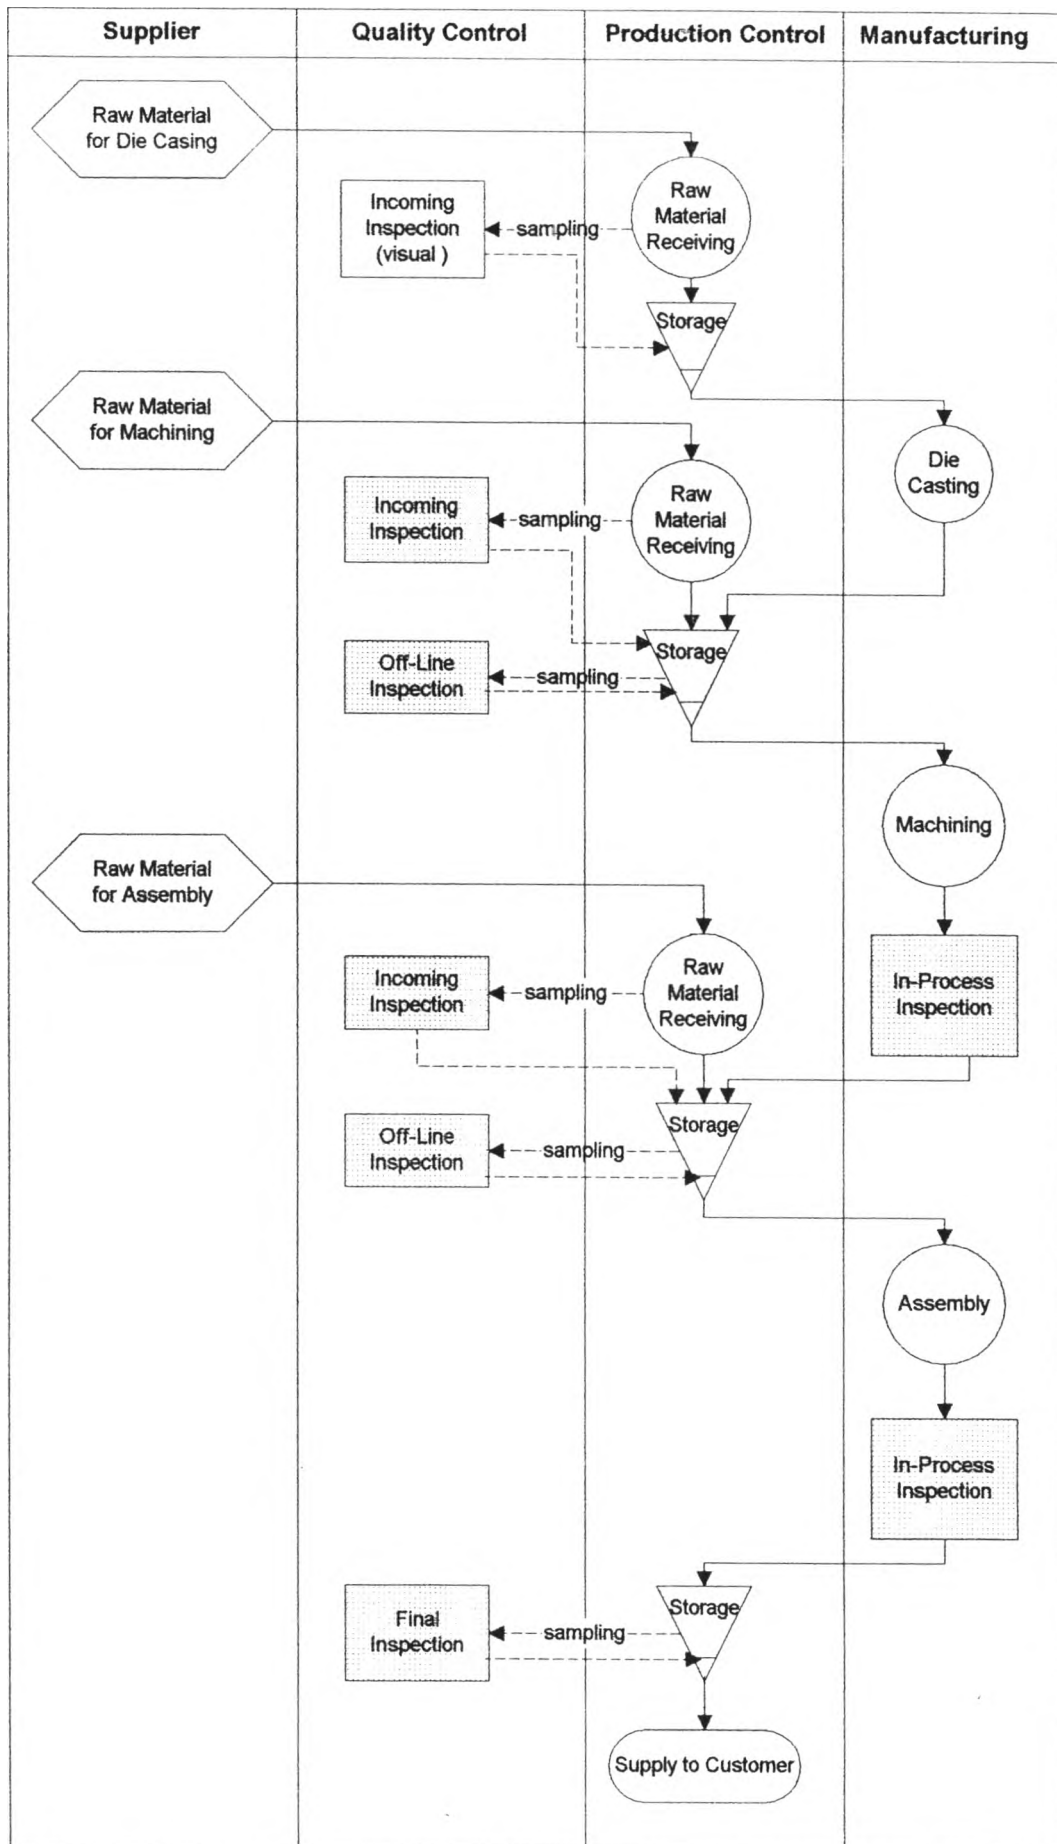 Supplier
Quality Control
Production Control
Manufacturing
Raw Material
for Die Casing
Raw
Material
Receiving
Incoming
Inspection
(visual )
sampling
Storage
Raw Material
for Machining
Die
Casting
Incoming
Inspection
sampling
Raw
Material
Receiving
Off-Line
Inspection
sampling
Storage
Machining
Raw Material
for Assembly
Incoming
Inspection
sampling
Raw
Material
Receiving
In-Process
Inspection
Off-Line
Inspection
sampling
Storage
Assembly
In-Process
Inspection
Final
Inspection
sampling
Storage
Supply to Customer